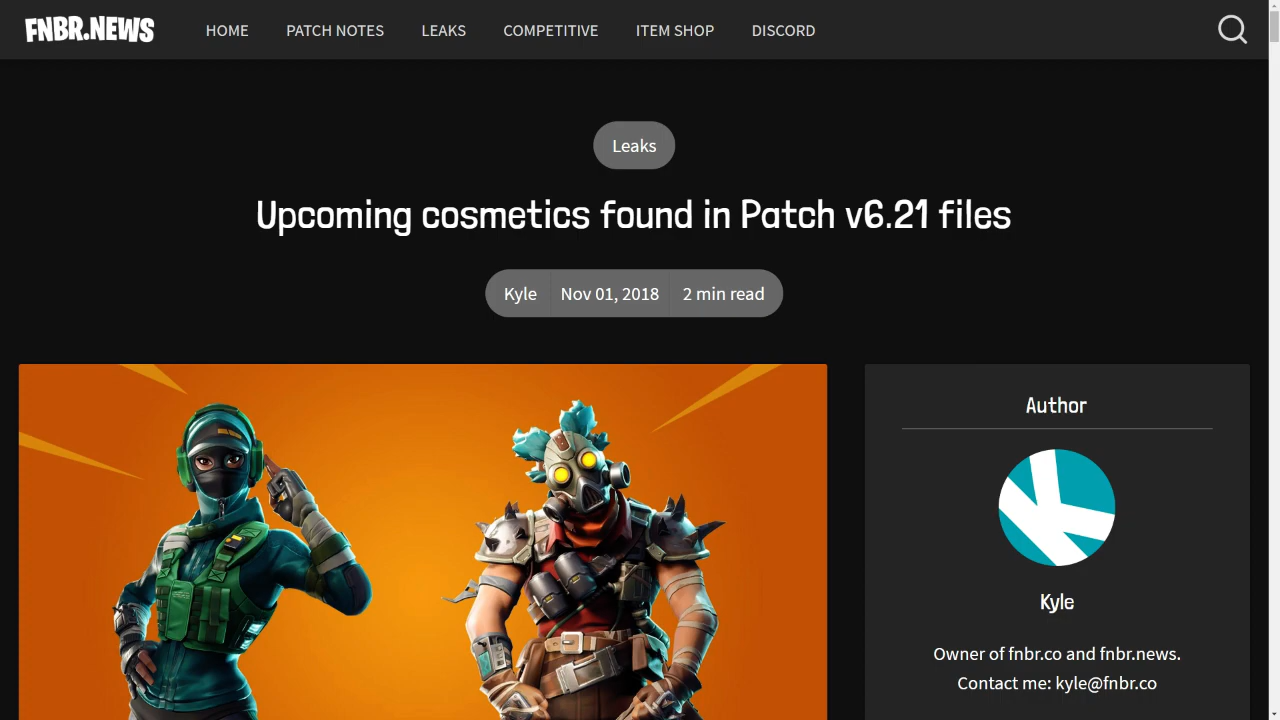 FNBR.NEWS
HOME
PATCH NOTES
LEAKS
COMPETITIVE
ITEM SHOP
DISCORD
Leaks
Upcoming cosmetics found in Patch v6.21 files
Kyle
Nov 01, 2018
2 min read
Author
Kyle
Owner of fnbr.co and fnbr.news.
Contact me: kyle@fnbr.co